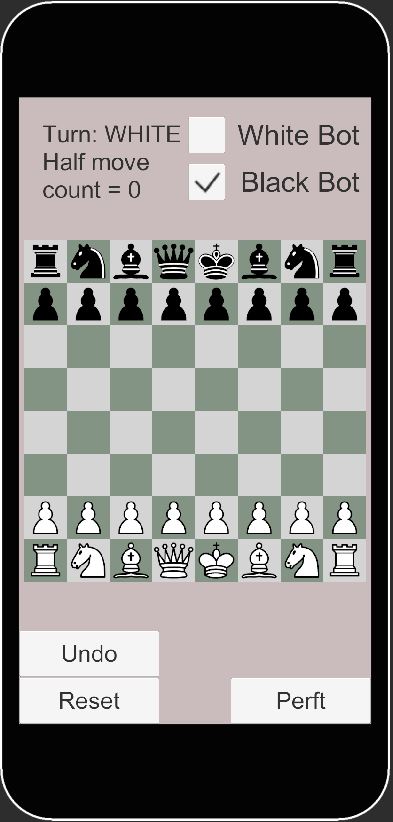 Turn: WHITE
Half move
count = 0
White Bot
Black Bot
Undo
Reset
Perft